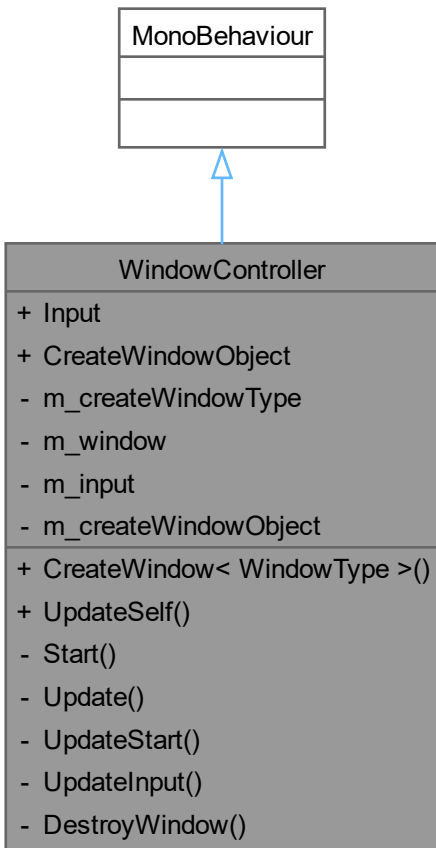 MonoBehaviour
WindowController
+ Input
+ CreateWindowObject
- m_createWindowType
- m_window
- m_input
- m_createWindowObject
+ CreateWindow< WindowType >()
+ UpdateSelf()
- Start()
- Update()
- UpdateStart()
- UpdateInput()
- DestroyWindow()